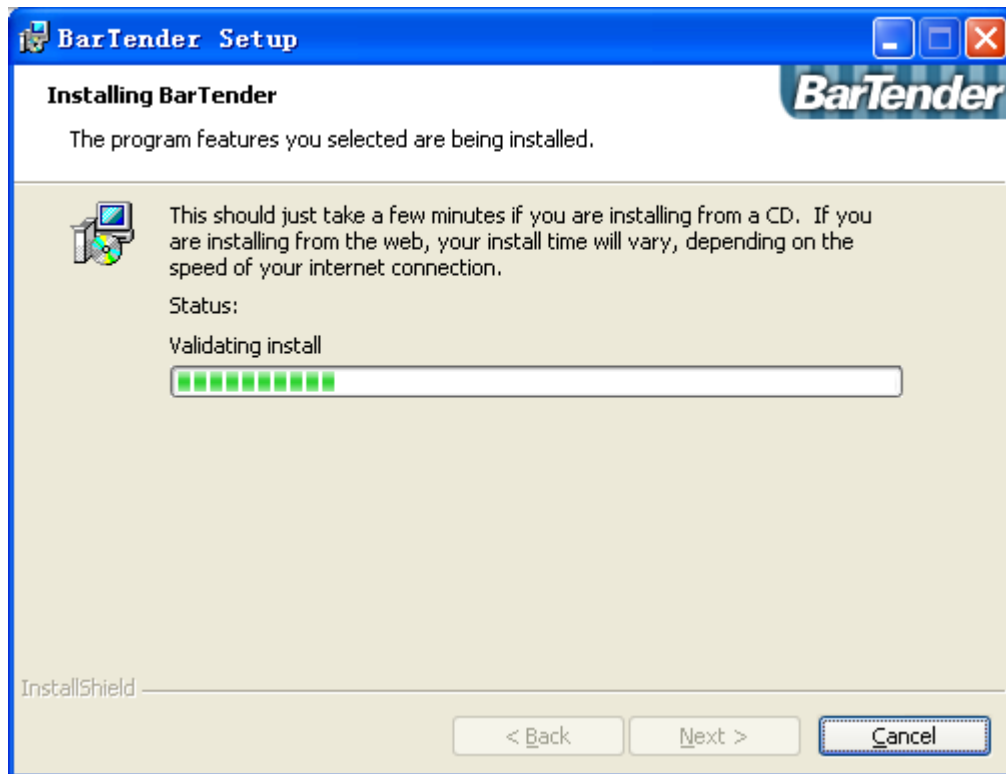 BarTender Setup
Installing BarTender
BarTender
The program features you selected are being installed.
This should just take a few minutes if you are installing from a CD.  If you
are installing from the web, your install time will vary, depending on the
speed of your internet connection.
Status:
Validating install
InstallShield
< Back
Next >
Cancel